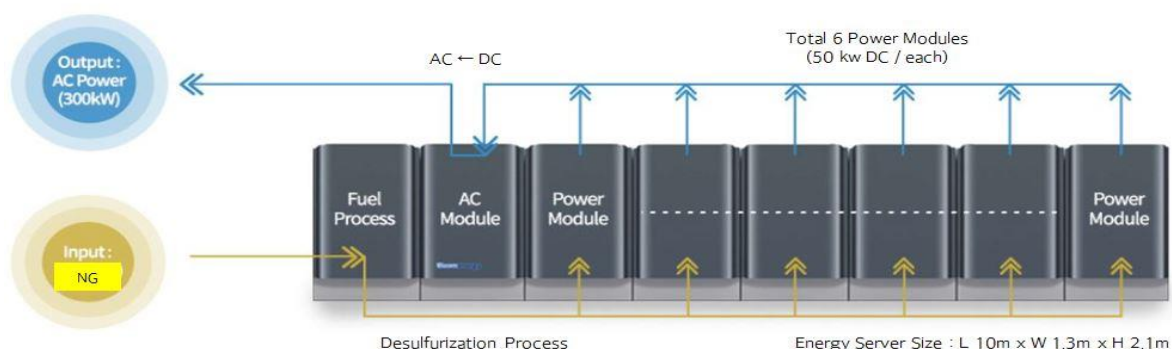 Output :
AC Power
(300kW)
AC ← DC
Total 6 Power Modules
(50 kw DC / each)
Fuel
Process
AC
Module
Power
Module
Power
Module
Input :
NG
Desulfurization Process
Energy Server Size : L 10m x W 1.3m x H 2.1m